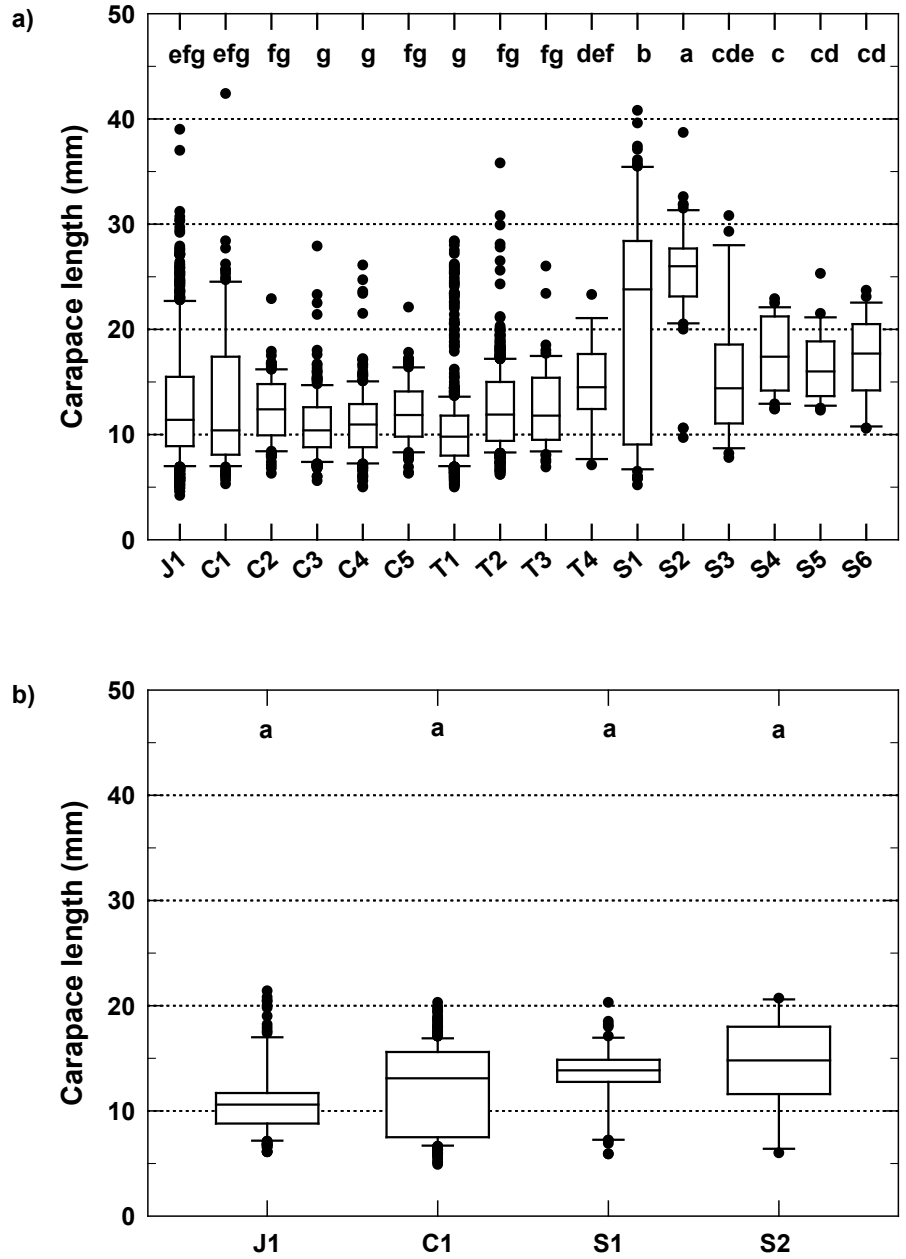 a)
50
efg efg fg g g fg g fg fg def b a cde c cd cd
40
30
20
10
0
Carapace length (mm)
J1 C1 C2 C3 C4 C5 T1 T2 T3 T4 S1 S2 S3 S4 S5 S6
b)
50
a a a a
40
30
20
10
0
Carapace length (mm)
J1 C1 S1 S2